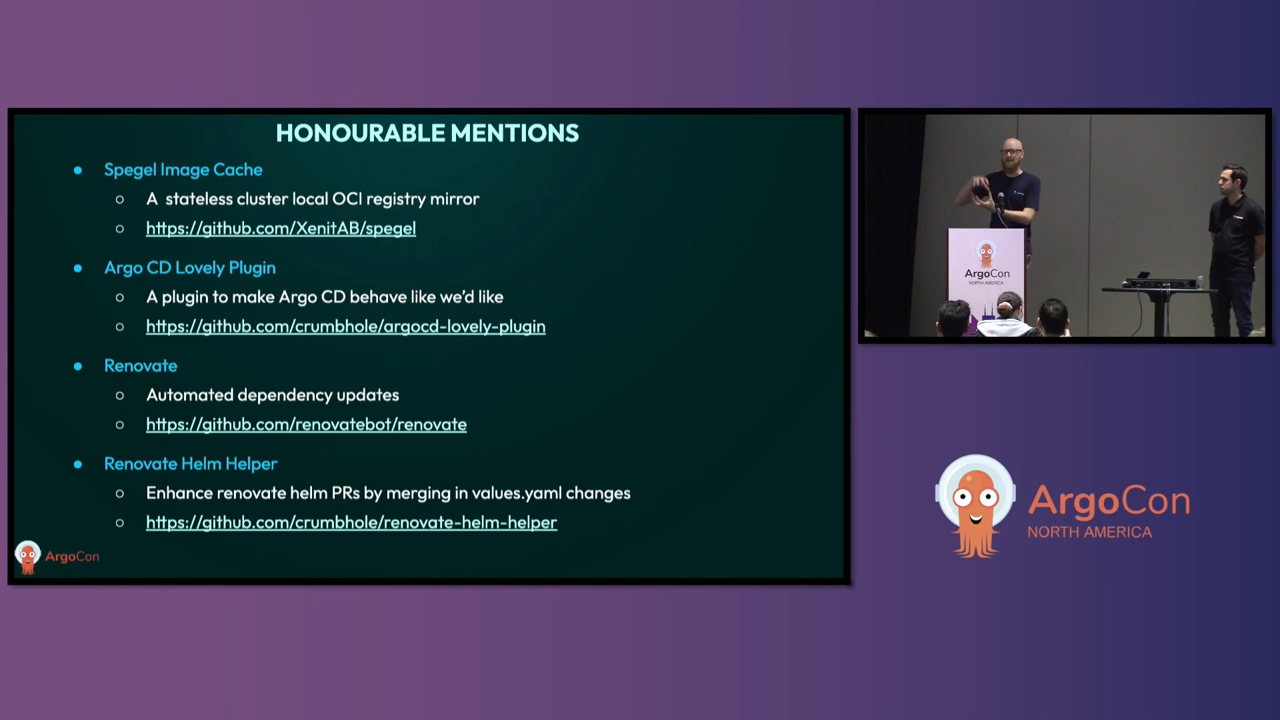 HONOURABLE MENTIONS
Spegel Image Cache
A stateless cluster local OCI registry mirror
https://github.com/XenitAB/spegel
Argo CD Lovely Plugin
A plugin to make Argo CD behave like we'd like
https://github.com/crumbhole/argocd-lovely-plugin
Renovate
Automated dependency updates
https://github.com/renovatebot/renovate
Renovate Helm Helper
Enhance renovate helm PRs by merging in values.yaml changes
https://github.com/crumbhole/renovate-helm-helper
ArgoCon
ArgoCon
NORTH AMERICA
ArgoCon
NORTH AMERICA